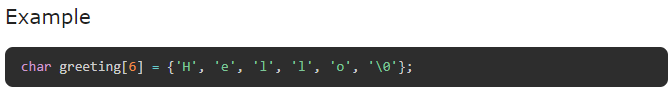 Example
char greeting[6] = {'H', 'e', 'l', 'l', 'o', '\0'};